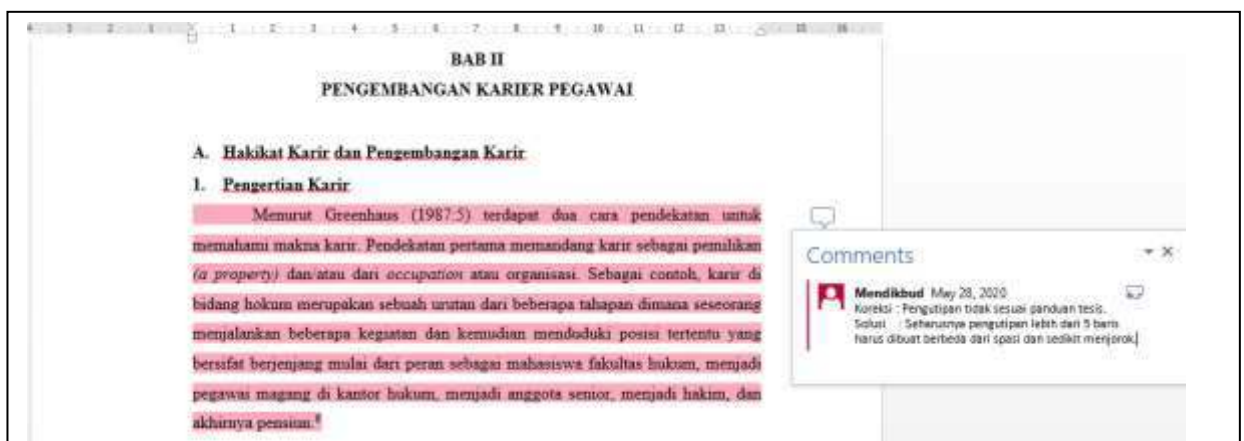 BAB II
PENGEMBANGAN KARIER PEGAWAI
A. Hakikat Karir dan Pengembangan Karir
1. Pengertian Karir
Menurut Greenhaus (1987:5) terdapat dua cara pendekatan untuk
memahami makna karir. Pendekatan pertama memandang karir sebagai pemilikan
(a property) dan/atau dari occupation atau organisasi. Sebagai contoh, karir di
bidang hokum merupakan sebuah urutan dari beberapa tahapan dimana seseorang
menjalankan beberapa kegiatan dan kemudian menduduki posisi tertentu yang
bersifat berjenjang mulai dari peran sebagai mahasiswa fakultas hukum, menjadi
pegawai magang di kantor hukum, menjadi anggota senior, menjadi hakim, dan
akhirnya pensiun.
Comments
Mendikbud May 28, 2020
Koreksi : Pengutipan tidak sesuai panduan tesis.
Solusi : Seharusnya pengutipan lebih dari 5 baris
harus dibuat berbeda dari spasi dan sedikit menjorok.